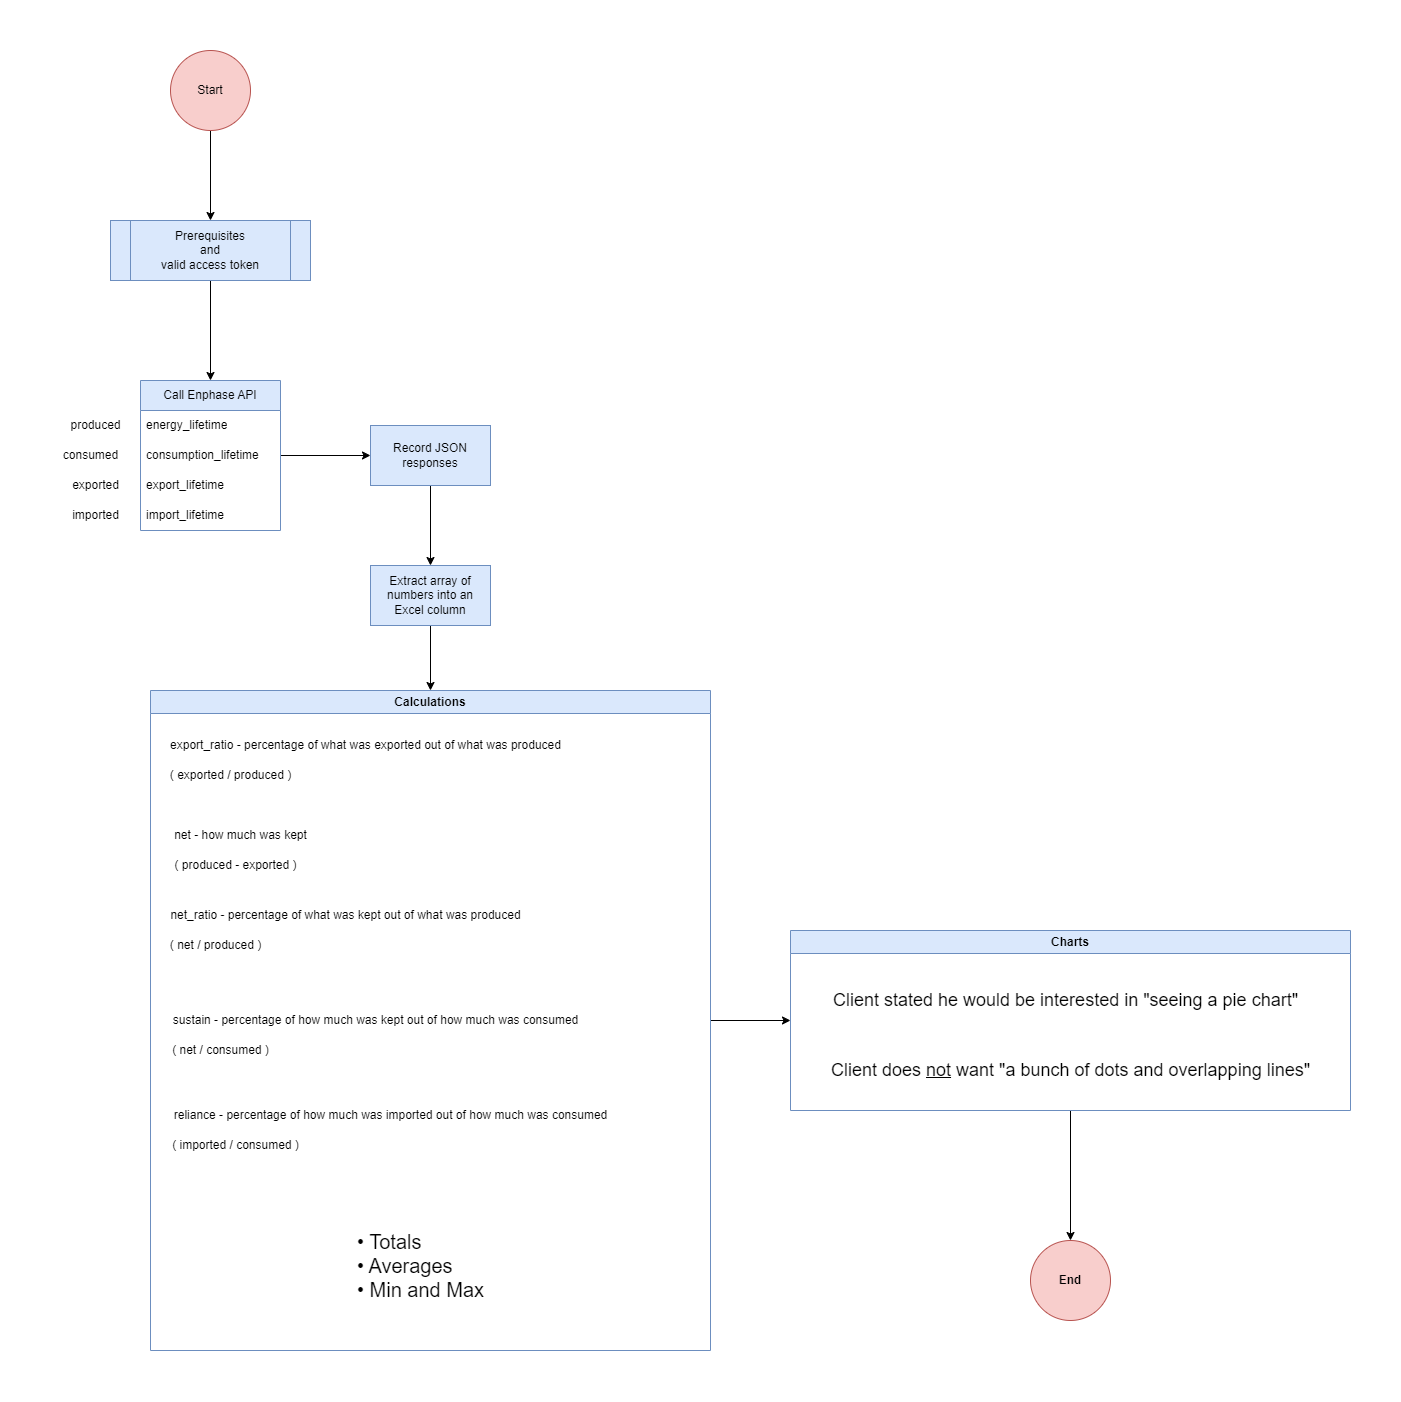 Start
Prerequisites
and
valid access token
Call Enphase API
produced
energy_lifetime
consumed
consumption_lifetime
exported
export_lifetime
imported
import_lifetime
Record JSON
responses
Extract array of
numbers into an
Excel column
Calculations
export_ratio - percentage of what was exported out of what was produced
( exported / produced )
net - how much was kept
( produced - exported )
net_ratio - percentage of what was kept out of what was produced
( net / produced )
sustain - percentage of how much was kept out of how much was consumed
( net / consumed )
reliance - percentage of how much was imported out of how much was consumed
( imported / consumed )
• Totals
• Averages
• Min and Max
Charts
Client stated he would be interested in "seeing a pie chart"
Client does not want "a bunch of dots and overlapping lines"
End